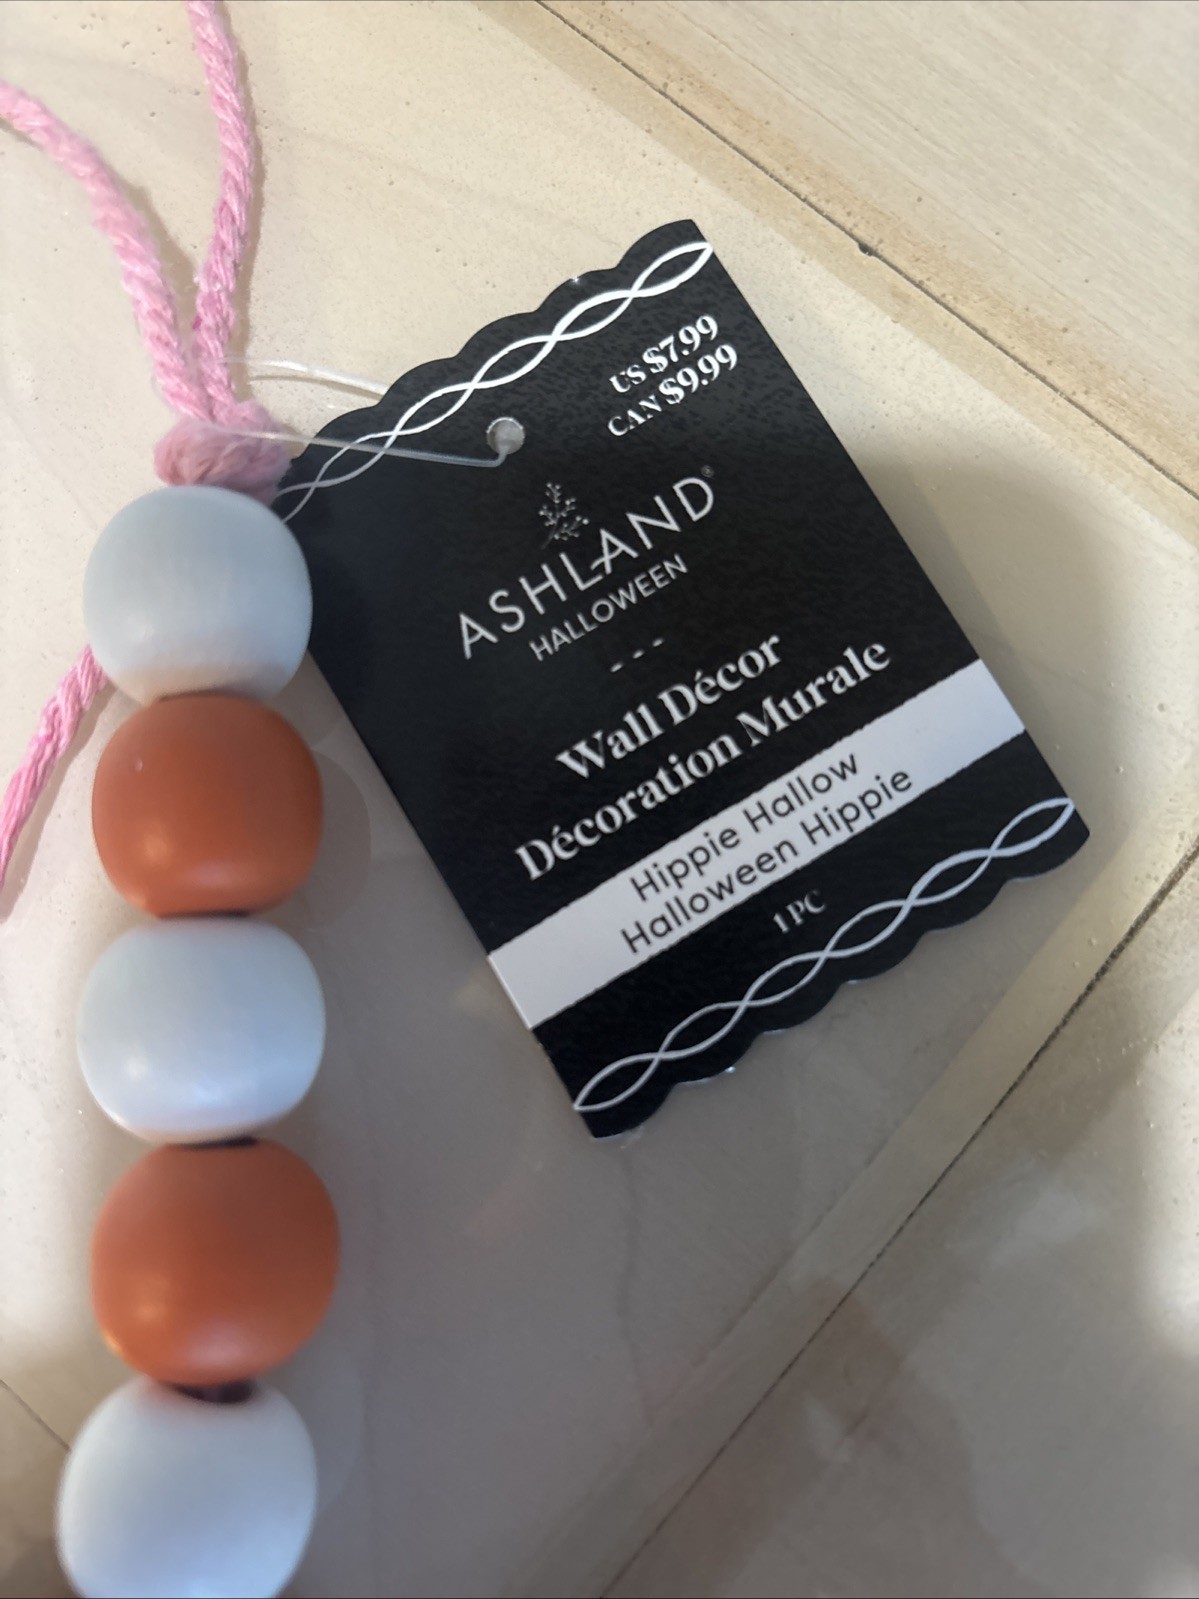 US $7.99
CAN $9.99
ASHLAND®
HALLOWEEN
---
Wall Décor
Décoration Murale
Hippie Hallow
Halloween Hippie
1 PC